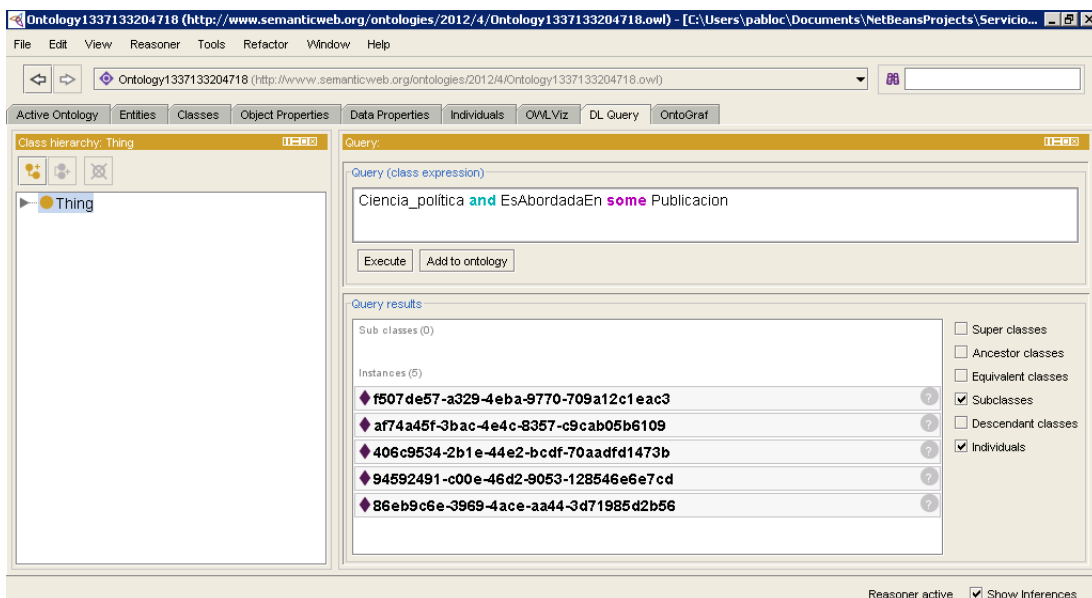 Ontology1337133204718 (http://www.semanticweb.org/ontologies/2012/4/Ontology1337133204718.owl) - [C:\Users\pabloc\Documents\NetBeansProjects\Servicio...
File Edit View Reasoner Tools Refactor Window Help
Ontology1337133204718 (http://www.semanticweb.org/ontologies/2012/4/Ontology1337133204718.owl)
Active Ontology Entities Classes Object Properties Data Properties Individuals OWLViz DL Query OntoGraf
Class hierarchy: Thing
Thing
Query:
Query (class expression)
Ciencia_política and EsAbordadaEn some Publicacion
Execute Add to ontology
Query results
Sub classes (0)
Instances (5)
f507de57-a329-4eba-9770-709a12c1eac3
af74a45f-3bac-4e4c-8357-c9cab05b6109
406c9534-2b1e-44e2-bcdf-70aadfd1473b
94592491-c00e-46d2-9053-128546e6e7cd
86eb9c6e-3969-4ace-aa44-3d71985d2b56
Super classes
Ancestor classes
Equivalent classes
Subclasses
Descendant classes
Individuals
Reasoner active Show Inferences